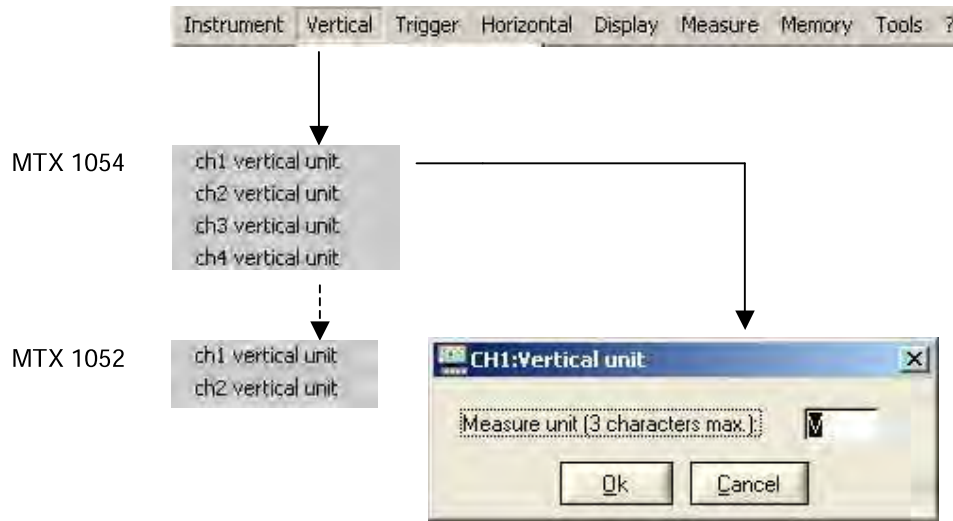 Instrument Vertical Trigger Horizontal Display Measure Memory Tools ?
MTX 1054
ch1 vertical unit
ch2 vertical unit
ch3 vertical unit
ch4 vertical unit
MTX 1052
ch1 vertical unit
ch2 vertical unit
CH1:Vertical unit
Measure unit (3 characters max.): V
Ok Cancel